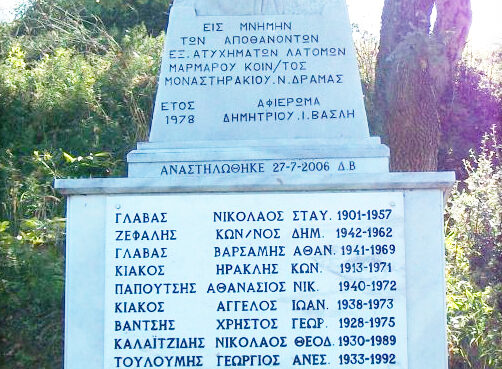 ΕΙΣ ΜΝΗΜΗΝ
ΤΩΝ ΑΠΟΘΑΝΟΝΤΩΝ
ΕΞ. ΑΤΥΧΗΜΑΤΩΝ ΛΑΤΟΜΩΝ
ΜΑΡΜΑΡΟΥ ΚΟΙΝ/ΤΟΣ
ΜΟΝΑΣΤΗΡΑΚΙΟΥ.Ν.ΔΡΑΜΑΣ
ΕΤΟΣ ΑΦΙΕΡΩΜΑ
1978 ΔΗΜΗΤΡΙΟΥ.Ι.ΒΑΣΛΗ
ΑΝΑΣΤΗΛΩΘΗΚΕ 27-7-2006 Δ.Β
ΓΛΑΒΑΣ ΝΙΚΟΛΑΟΣ ΣΤΑΥ. 1901-1957
ΖΕΦΑΛΗΣ ΚΩΝ/ΝΟΣ ΔΗΜ. 1942-1962
ΓΛΑΒΑΣ ΒΑΡΣΑΜΗΣ ΑΘΑΝ. 1941-1969
ΚΙΑΚΟΣ ΗΡΑΚΛΗΣ ΚΩΝ. 1913-1971
ΠΑΠΟΥΤΣΗΣ ΑΘΑΝΑΣΙΟΣ ΝΙΚ. 1940-1972
ΚΙΑΚΟΣ ΑΓΓΕΛΟΣ ΙΩΑΝ. 1938-1973
ΒΑΝΤΣΗΣ ΧΡΗΣΤΟΣ ΓΕΩΡ. 1928-1975
ΚΑΛΑΪΤΖΙΔΗΣ ΝΙΚΟΛΑΟΣ ΘΕΟΔ. 1930-1989
ΤΟΥΛΟΥΜΗΣ ΓΕΩΡΓΙΟΣ ΑΝΕΣ. 1933-1992